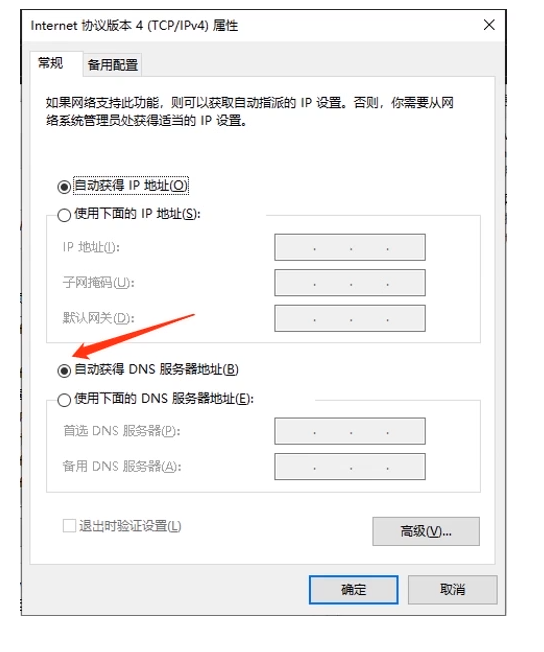 Internet 协议版本 4 (TCP/IPv4) 属性
常规
备用配置
如果网络支持此功能，则可以获取自动指派的 IP 设置。否则，你需要从网
络系统管理员处获得适当的 IP 设置。
自动获得 IP 地址(O)
使用下面的 IP 地址(S):
IP 地址(I):
子网掩码(U):
默认网关(D):
自动获得 DNS 服务器地址(B)
使用下面的 DNS 服务器地址(E):
首选 DNS 服务器(P):
备用 DNS 服务器(A):
退出时验证设置(L)
高级(V)...
确定
取消